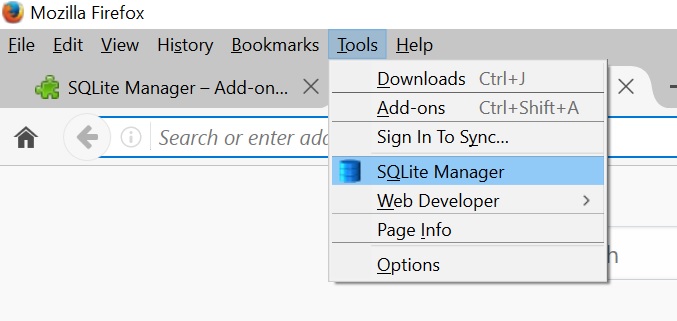 Mozilla Firefox
File Edit View History Bookmarks Tools Help
SQLite Manager – Add-on...
Downloads Ctrl+J
Add-ons Ctrl+Shift+A
Search or enter
Sign In To Sync...
SQLite Manager
Web Developer
Page Info
Options